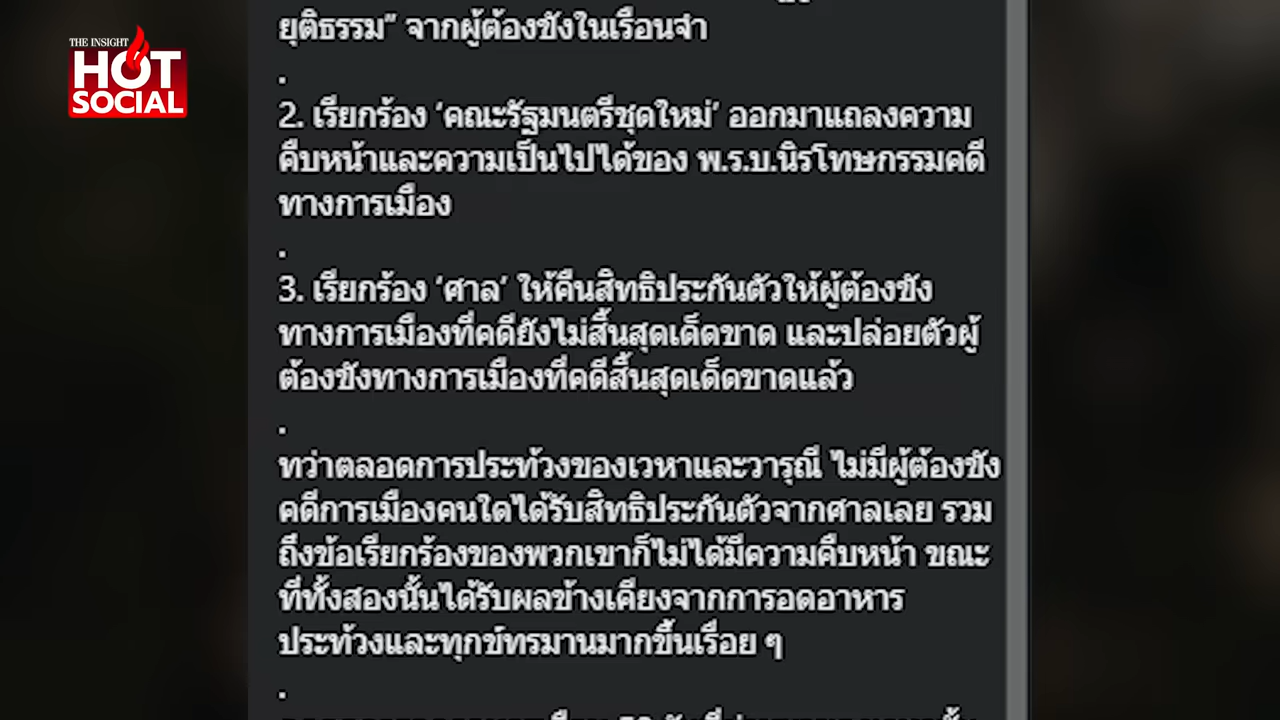 THE INSIGHT
HOT
SOCIAL
ยุติธรรม” จากผู้ต้องขังในเรือนจำ
.
2. เรียกร้อง ‘คณะรัฐมนตรีชุดใหม่’ ออกมาแถลงความ
คืบหน้าและความเป็นไปได้ของ พ.ร.บ.นิรโทษกรรมคดี
ทางการเมือง
.
3. เรียกร้อง ‘ศาล’ ให้คืนสิทธิประกันตัวให้ผู้ต้องขัง
ทางการเมืองที่คดียังไม่สิ้นสุดเด็ดขาด และปล่อยตัวผู้
ต้องขังทางการเมืองที่คดีสิ้นสุดเด็ดขาดแล้ว
.
ทว่าตลอดการประท้วงของเวหาและวารุณี ไม่มีผู้ต้องขัง
คดีการเมืองคนใดได้รับสิทธิประกันตัวจากศาลเลย รวม
ถึงข้อเรียกร้องของพวกเขาก็ไม่ได้มีความคืบหน้า ขณะ
ที่ทั้งสองนั้นได้รับผลข้างเคียงจากการอดอาหาร
ประท้วงและทุกข์ทรมานมากขึ้นเรื่อย ๆ
.